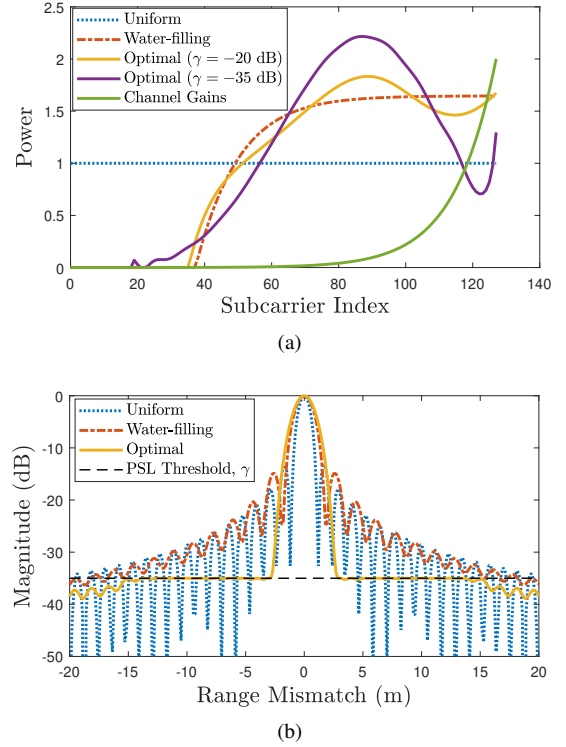 2.5
2
1.5
1
0.5
0
Power
Uniform
Water-filling
Optimal (γ = −20 dB)
Optimal (γ = −35 dB)
Channel Gains
0 20 40 60 80 100 120 140
Subcarrier Index
(a)
0
-10
-20
-30
-40
-50
Magnitude (dB)
Uniform
Water-filling
Optimal
PSL Threshold, γ
-20 -15 -10 -5 0 5 10 15 20
Range Mismatch (m)
(b)